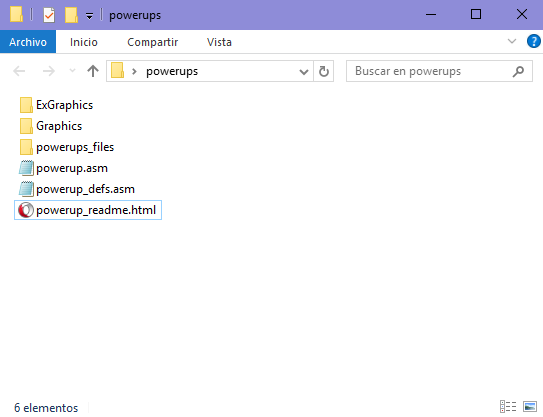 powerups
Archivo Inicio Compartir Vista
powerups
Buscar en powerups
ExGraphics
Graphics
powerups_files
powerup.asm
powerup_defs.asm
powerup_readme.html
6 elementos